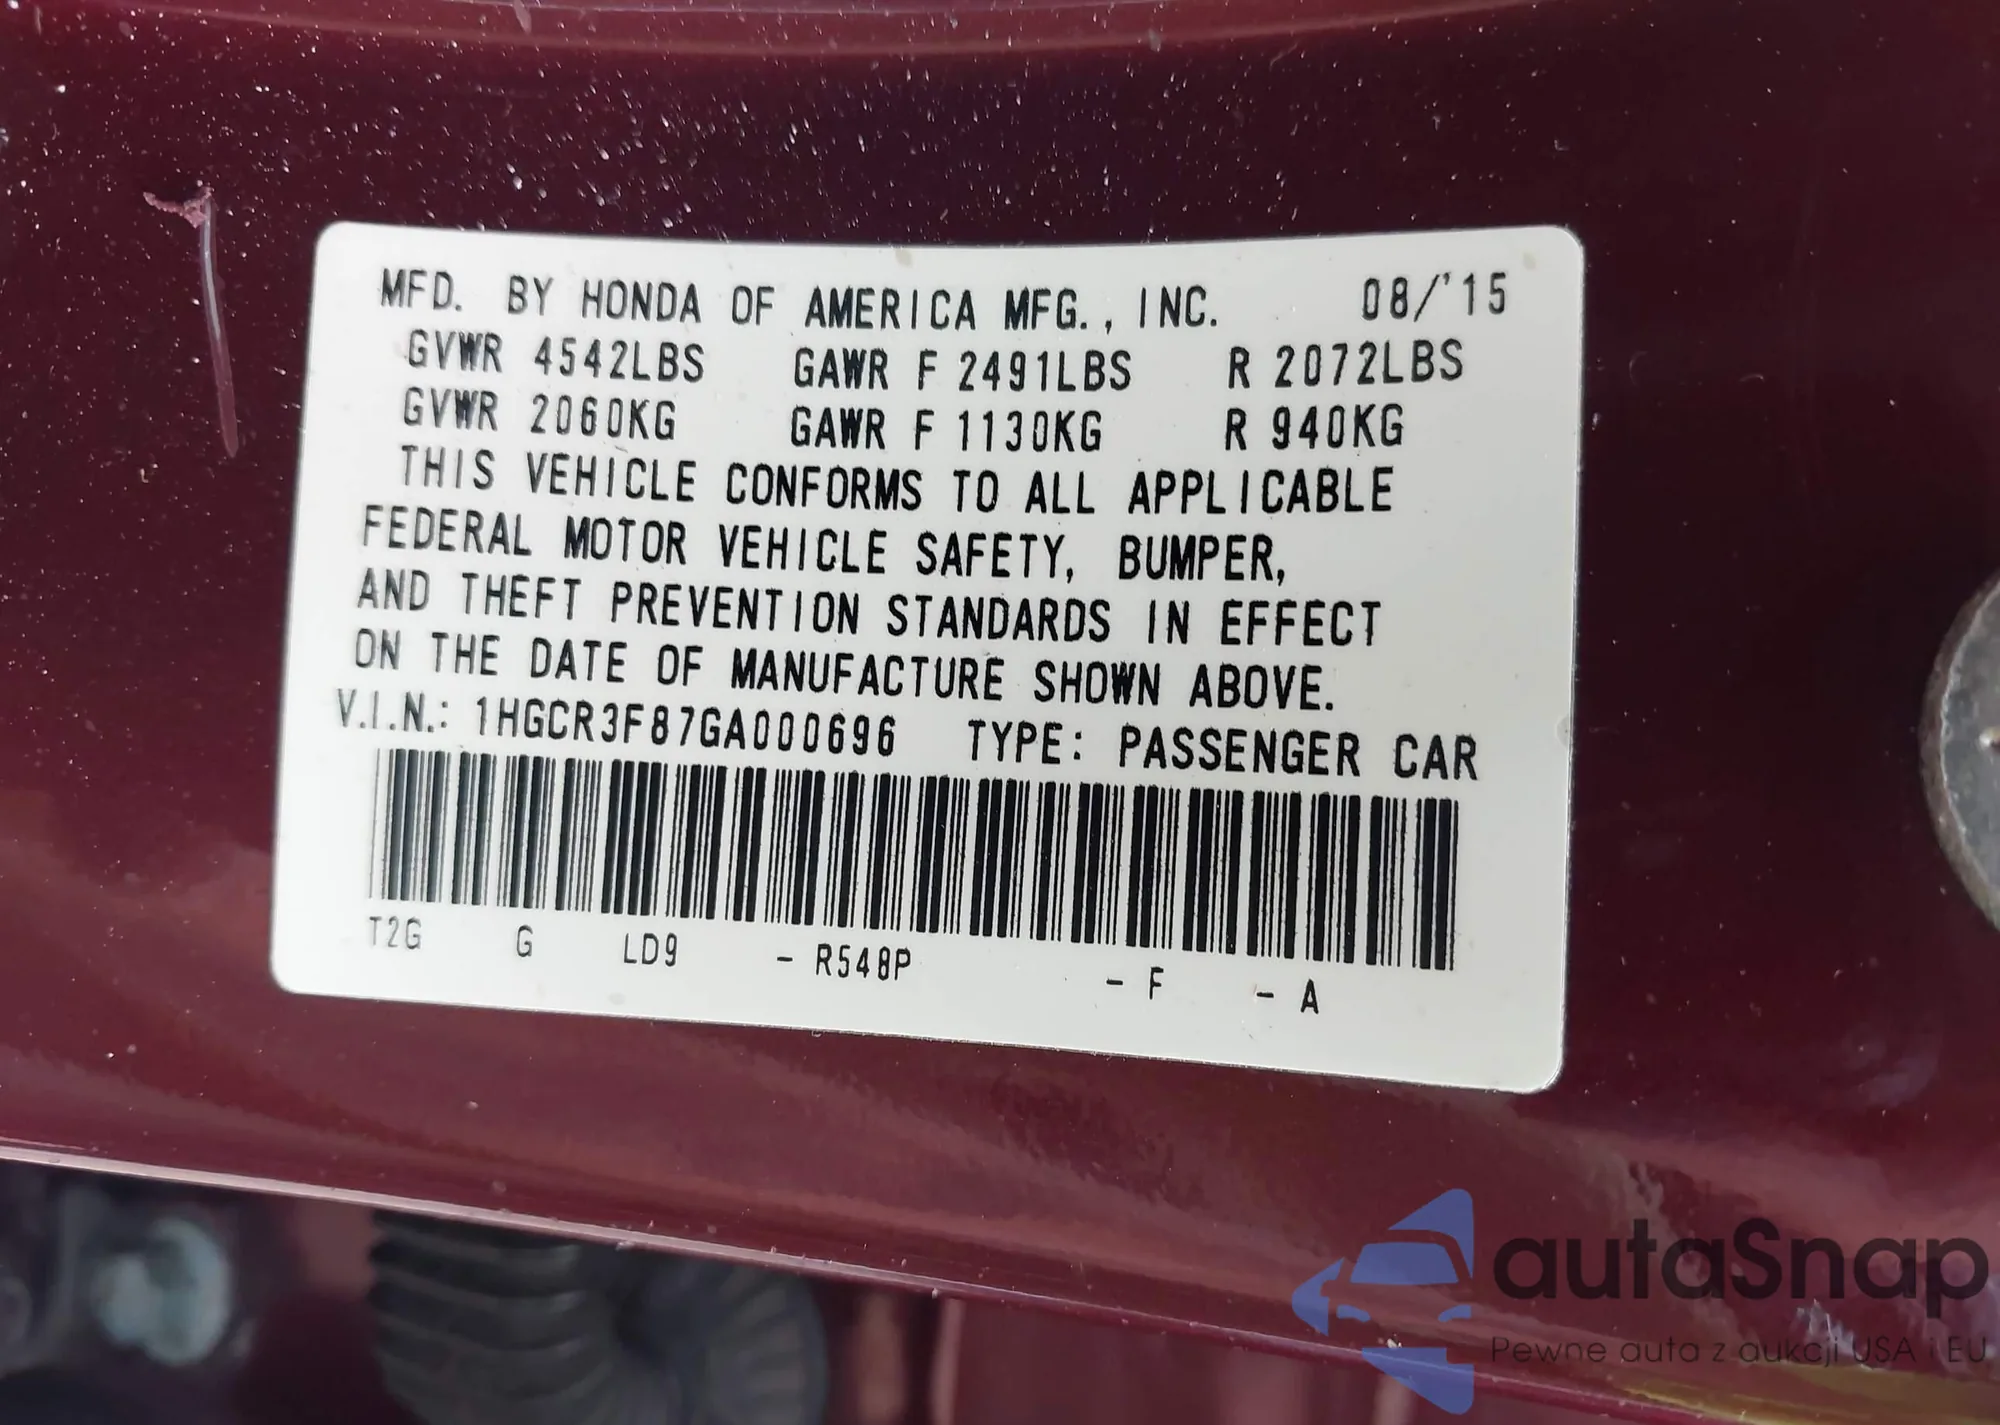 MFD. BY HONDA OF AMERICA MFG., INC. 08/'15
GVWR 4542LBS GAWR F 2491LBS R 2072LBS
GVWR 2060KG GAWR F 1130KG R 940KG
THIS VEHICLE CONFORMS TO ALL APPLICABLE
FEDERAL MOTOR VEHICLE SAFETY, BUMPER,
AND THEFT PREVENTION STANDARDS IN EFFECT
ON THE DATE OF MANUFACTURE SHOWN ABOVE.
V.I.N.: 1HGCR3F87GA000696 TYPE: PASSENGER CAR
T2G G LD9 - R548P - F - A
autaSnap
Pewne auta z aukcji USA i EU